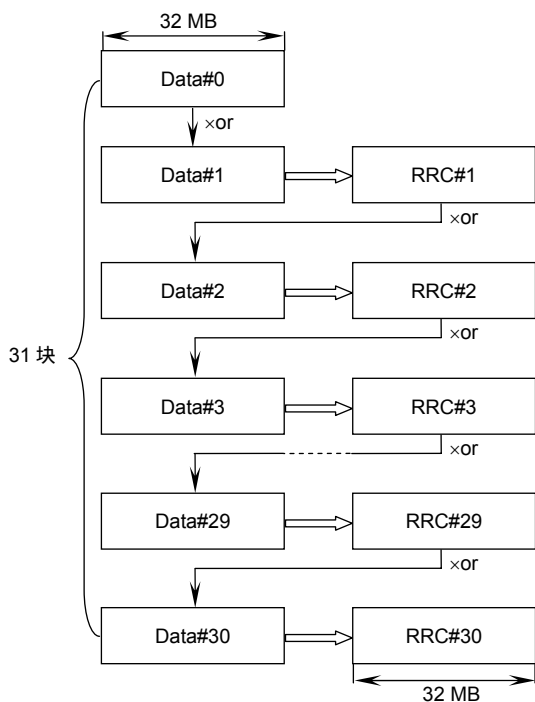 32 MB
Data#0
×or
Data#1
RRC#1
×or
Data#2
RRC#2
×or
31 块
Data#3
RRC#3
×or
Data#29
RRC#29
×or
Data#30
RRC#30
32 MB